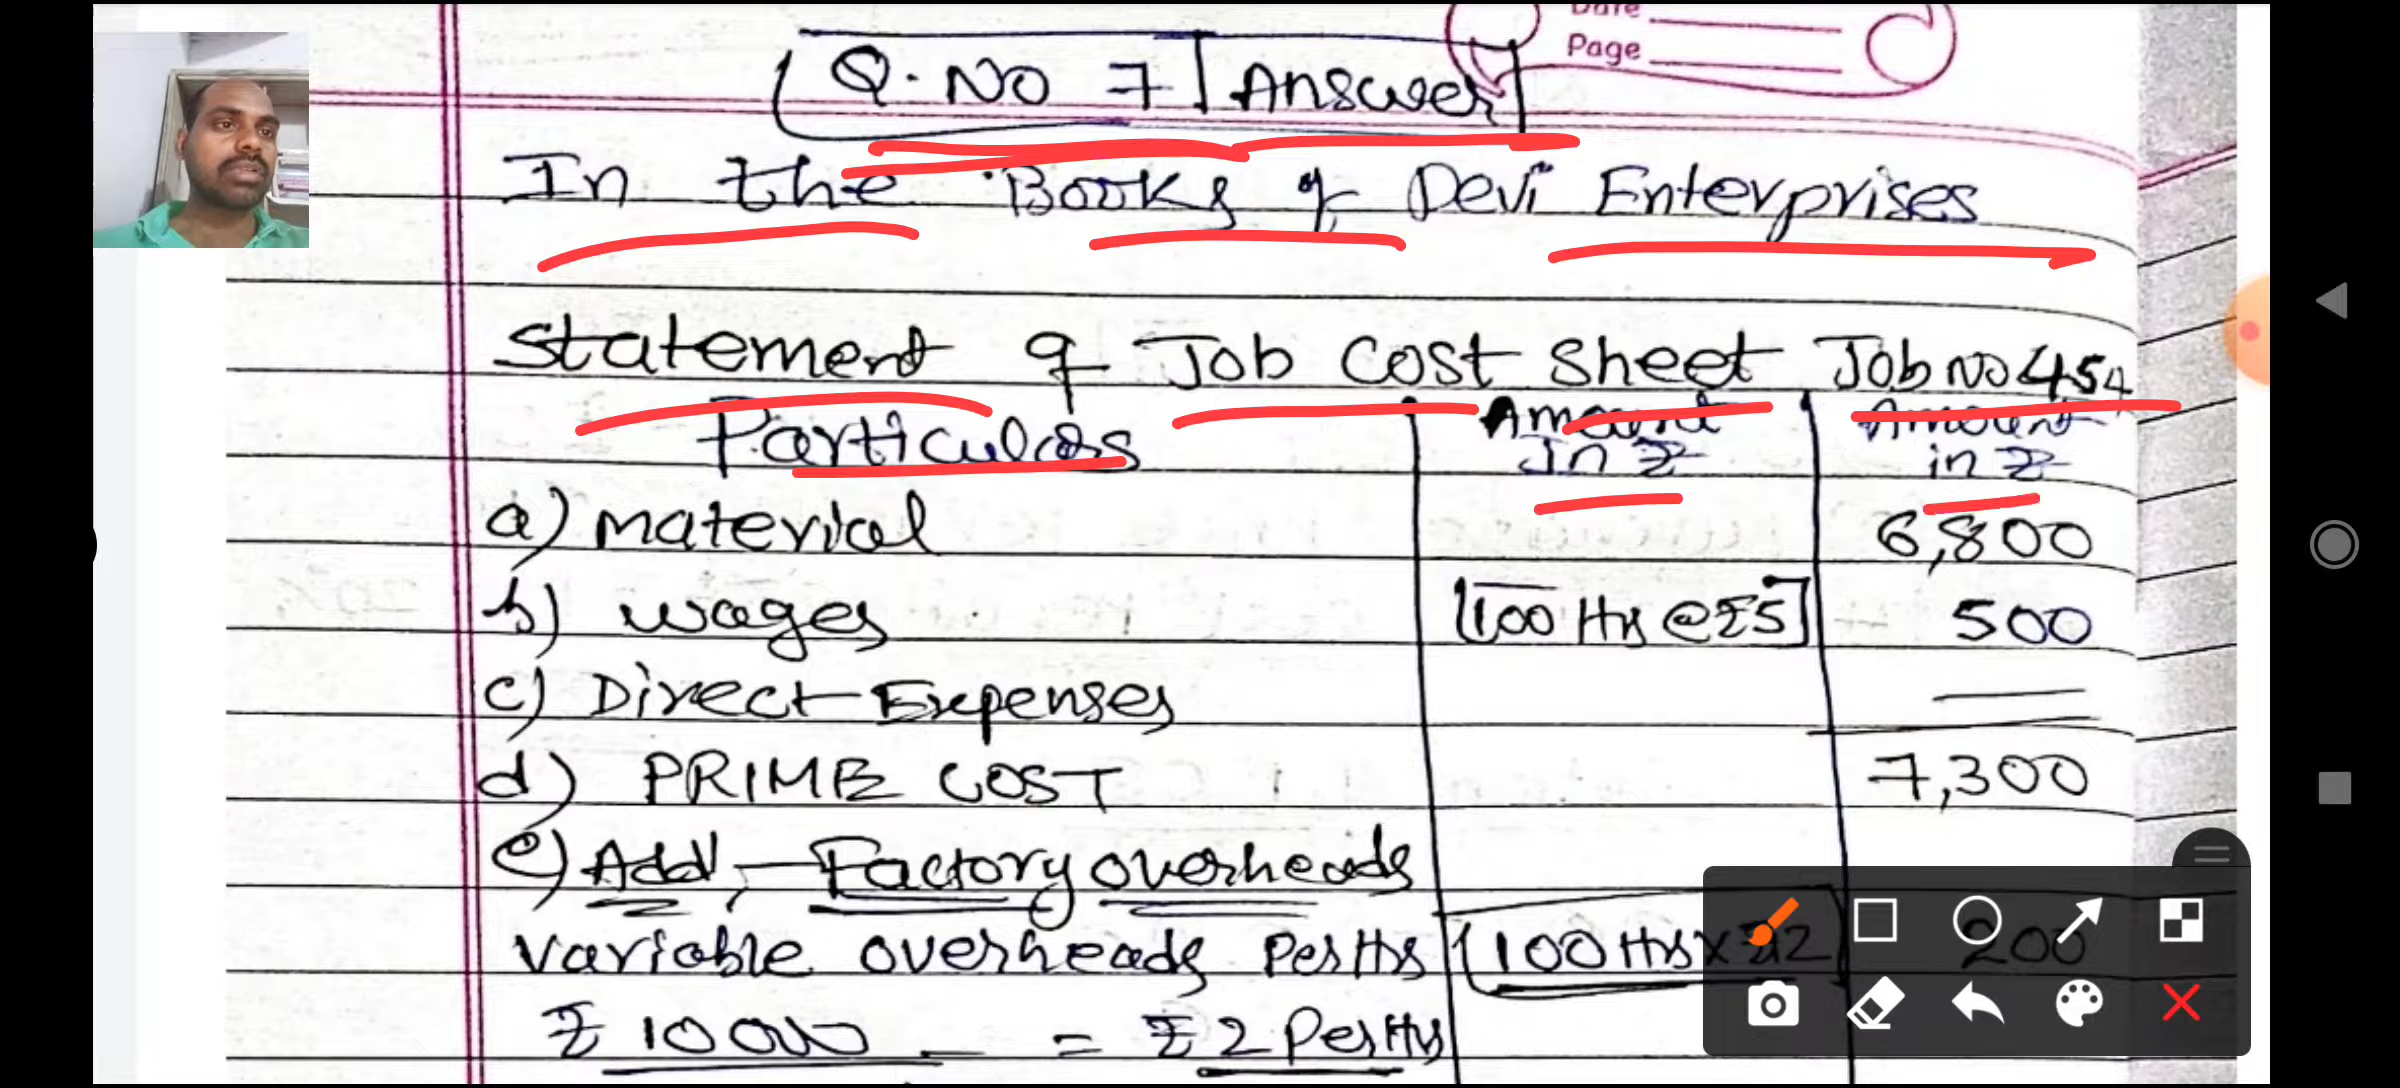 Date
Page
Q. No 7 | Answer
In the Books of Devi Enterprises
Statement of Job Cost Sheet Job No 454
Particulars Amount In ₹ Amount in ₹
a) material 6,800
b) wages [100 Hrs @ ₹5] 500
c) Direct Expenses —
d) PRIME COST 7,300
e) Add, - Factory overheads
Variable overheads Per Hrs (100 Hrs x ₹2) 200
₹ 10000 = ₹ 2 Per Hrs